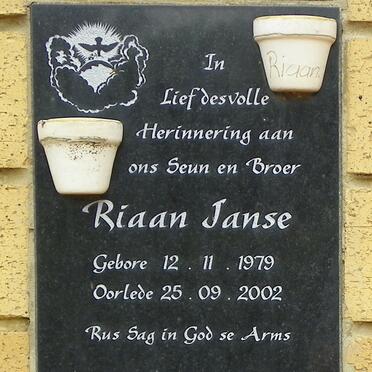 In
Riaan
Liefdesvolle
Herinnering aan
ons Seun en Broer
Riaan Janse
Gebore 12 . 11 . 1979
Oorlede 25 . 09 . 2002
Rus Sag in God se Arms